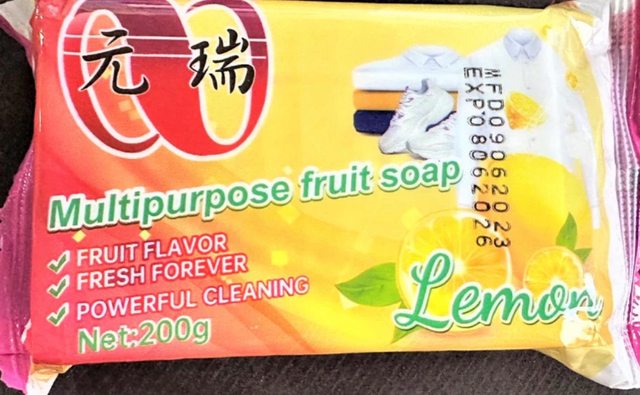 元瑞
MFD09062023
EXP08062026
Multipurpose fruit soap
FRUIT FLAVOR
FRESH FOREVER
POWERFUL CLEANING
Net:200g
Lemon